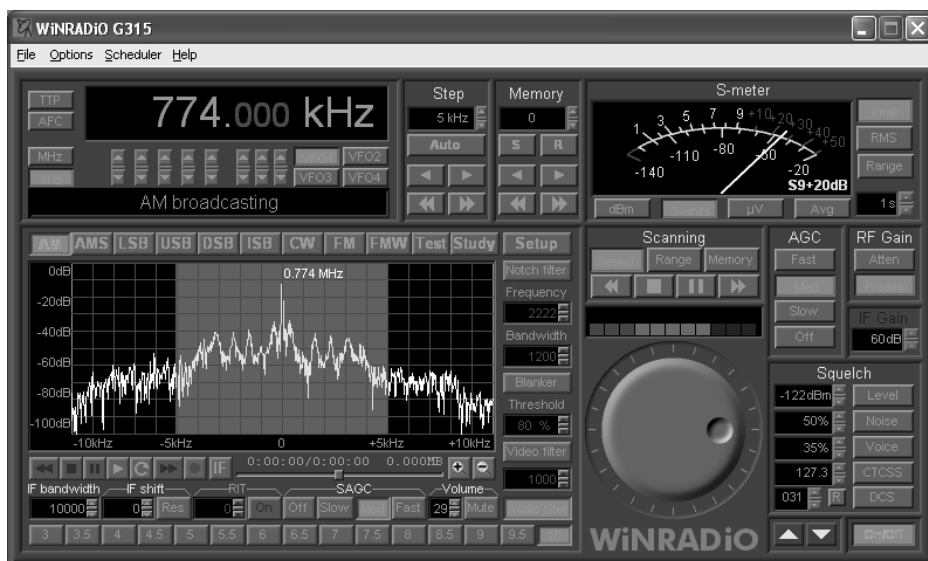 WiNRADiO G315
File Options Scheduler Help
TTP
AFC
774.000 kHz
MHz
kHz
VFO1 VFO2
VFO3 VFO4
AM broadcasting
Step
5 kHz
Auto
Memory
0
S R
S-meter
1 3 5 7 9 +10 +20 +30 +40 +50
-140 -110 -80 -50 -20
S9+20dB
dBm S-units µV Avg
Peak
RMS
Range
1 s
AM AMS LSB USB DSB ISB CW FM FMW Test Study Setup
0.774 MHz
0dB
-20dB
-40dB
-60dB
-80dB
-100dB
-10kHz -5kHz 0 +5kHz +10kHz
Notch filter
Frequency
2222
Bandwidth
1200
Blanker
Threshold
80 %
Video filter
1000
Audio filter
IF 0:00:00/0:00:00 0.000MB
IF bandwidth IF shift RIT SAGC Volume
10000 0 Res 0 On Off Slow Med Fast 29 Mute
3 3.5 4 4.5 5 5.5 6 6.5 7 7.5 8 8.5 9 9.5 10
Scanning
Search Range Memory
AGC
Fast
Med
Slow
Off
RF Gain
Atten
Preamp
IF Gain
60dB
Squelch
-122dBm Level
50% Noise
35% Voice
127.3 CTCSS
031 R DCS
WiNRADiO
On/Off